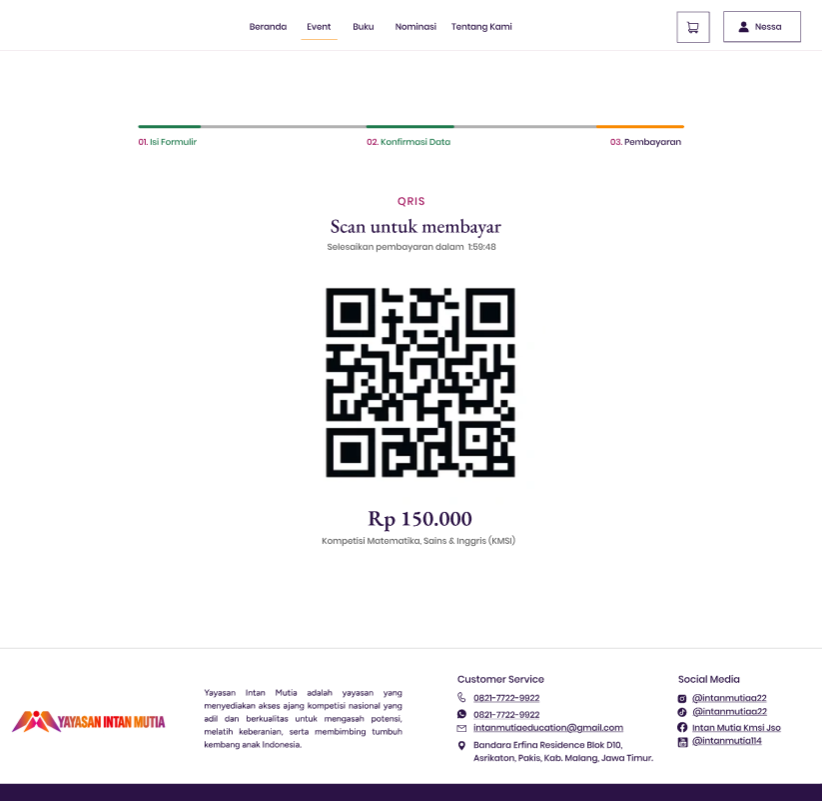 Beranda Event Buku Nominasi Tentang Kami
Nessa
01. Isi Formulir
02. Konfirmasi Data
03. Pembayaran
QRIS
Scan untuk membayar
Selesaikan pembayaran dalam 1:59:48
Rp 150.000
Kompetisi Matematika, Sains & Inggris (KMSI)
YAYASAN INTAN MUTIA
Yayasan Intan Mutia adalah yayasan yang
menyediakan akses ajang kompetisi nasional yang
adil dan berkualitas untuk mengasah potensi,
melatih keberanian, serta membimbing tumbuh
kembang anak Indonesia.
Customer Service
0821-7722-9922
0821-7722-9922
intanmutiaeducation@gmail.com
Bandara Erfina Residence Blok D10,
Asrikaton, Pakis, Kab. Malang, Jawa Timur.
Social Media
@intanmutiaa22
@intanmutiaa22
Intan Mutia Kmsi Jso
@intanmutia114